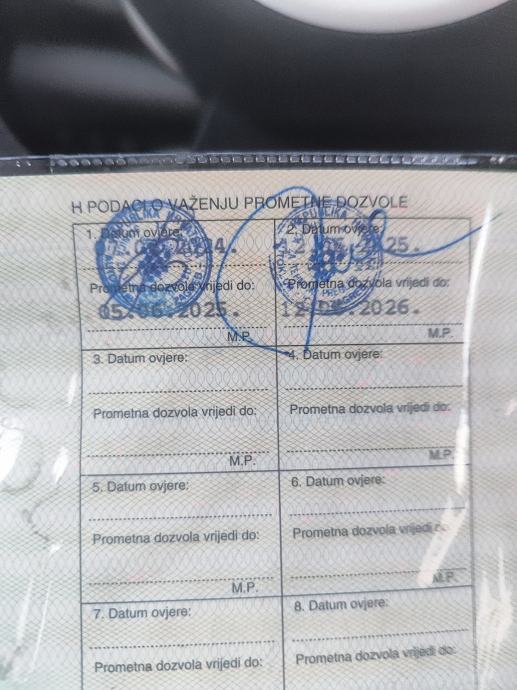 H PODACI O VAŽENJU PROMETNE DOZVOLE
1. Datum ovjere:
Prometna dozvola vrijedi do:
05.06.2025.
M.P.
2. Datum ovjere:
Prometna dozvola vrijedi do:
M.P.
3. Datum ovjere:
Prometna dozvola vrijedi do:
M.P.
4. Datum ovjere:
Prometna dozvola vrijedi do:
M.P.
5. Datum ovjere:
Prometna dozvola vrijedi do:
M.P.
6. Datum ovjere:
Prometna dozvola vrijedi do:
M.P.
7. Datum ovjere:
Prometna dozvola vrijedi do:
8. Datum ovjere:
Prometna dozvola vrijedi do: